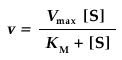 v = V_max [S] / K_M + [S]